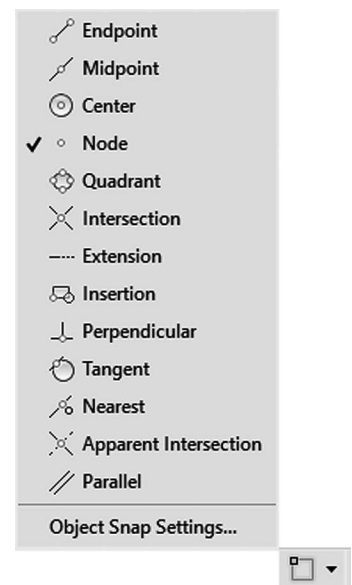 Endpoint
Midpoint
Center
Node
Quadrant
Intersection
Extension
Insertion
Perpendicular
Tangent
Nearest
Apparent Intersection
Parallel
Object Snap Settings...